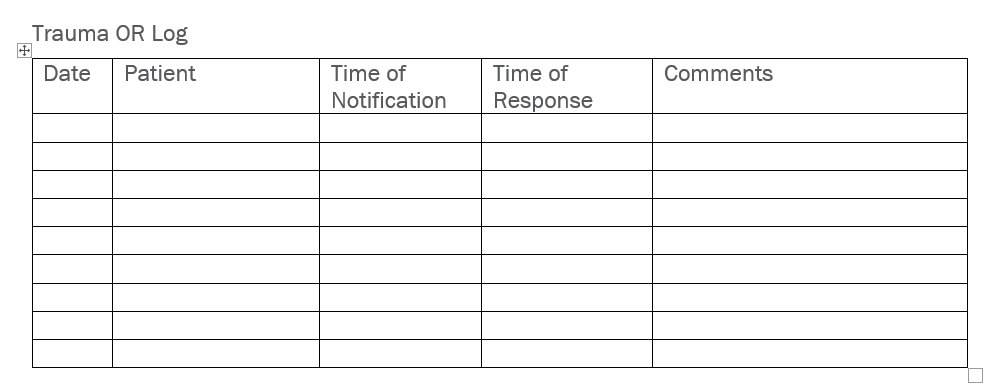 Trauma OR Log
Date Patient Time of Time of Comments
Notification Response